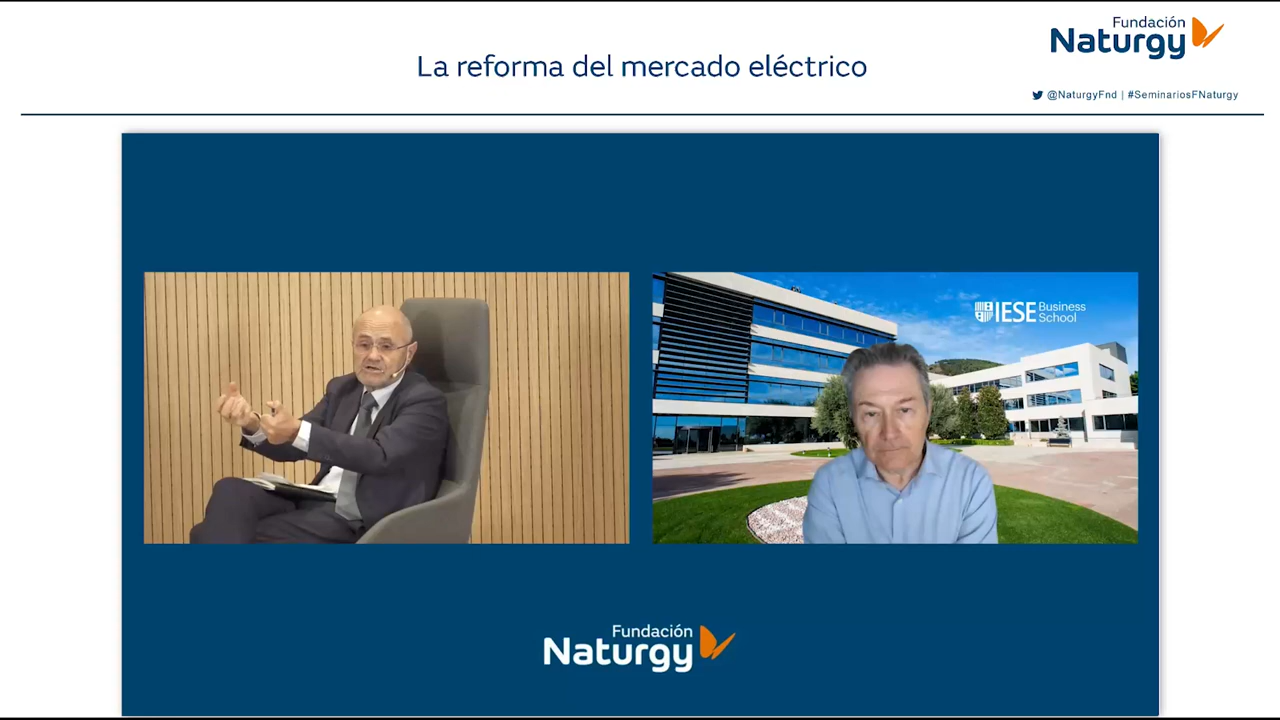 La reforma del mercado eléctrico
Fundación
Naturgy
@NaturgyFnd | #SeminariosFNaturgy
IESE Business
School
Fundación
Naturgy